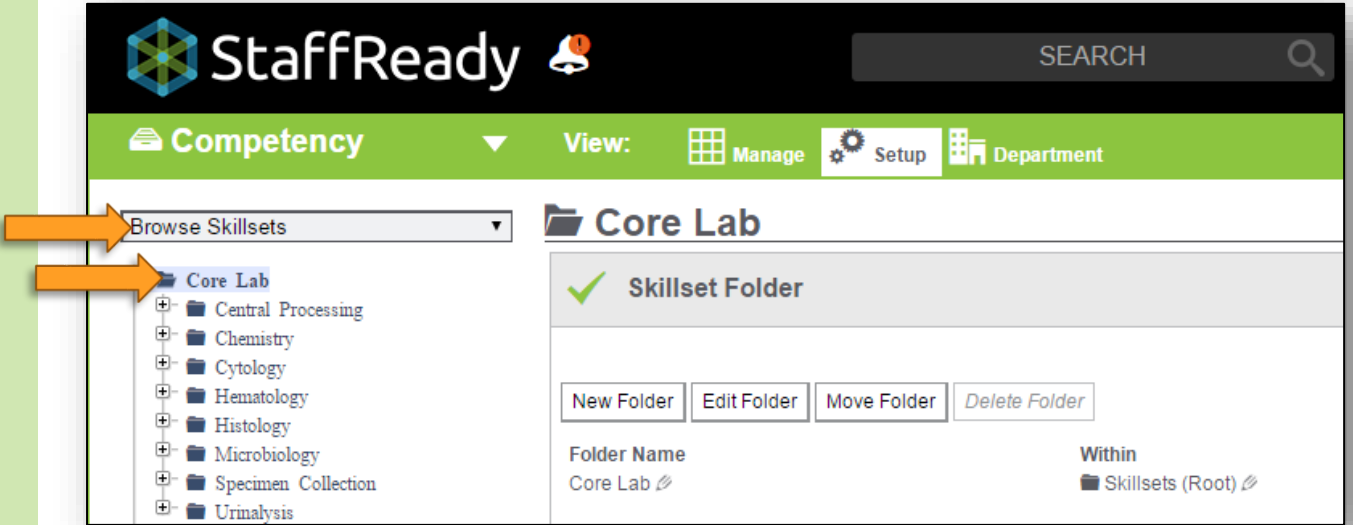 StaffReady
SEARCH
Competency
View:
Manage
Setup
Department
Browse Skillsets
Core Lab
Central Processing
Chemistry
Cytology
Hematology
Histology
Microbiology
Specimen Collection
Urinalysis
Core Lab
Skillset Folder
New Folder
Edit Folder
Move Folder
Delete Folder
Folder Name
Within
Core Lab
Skillsets (Root)